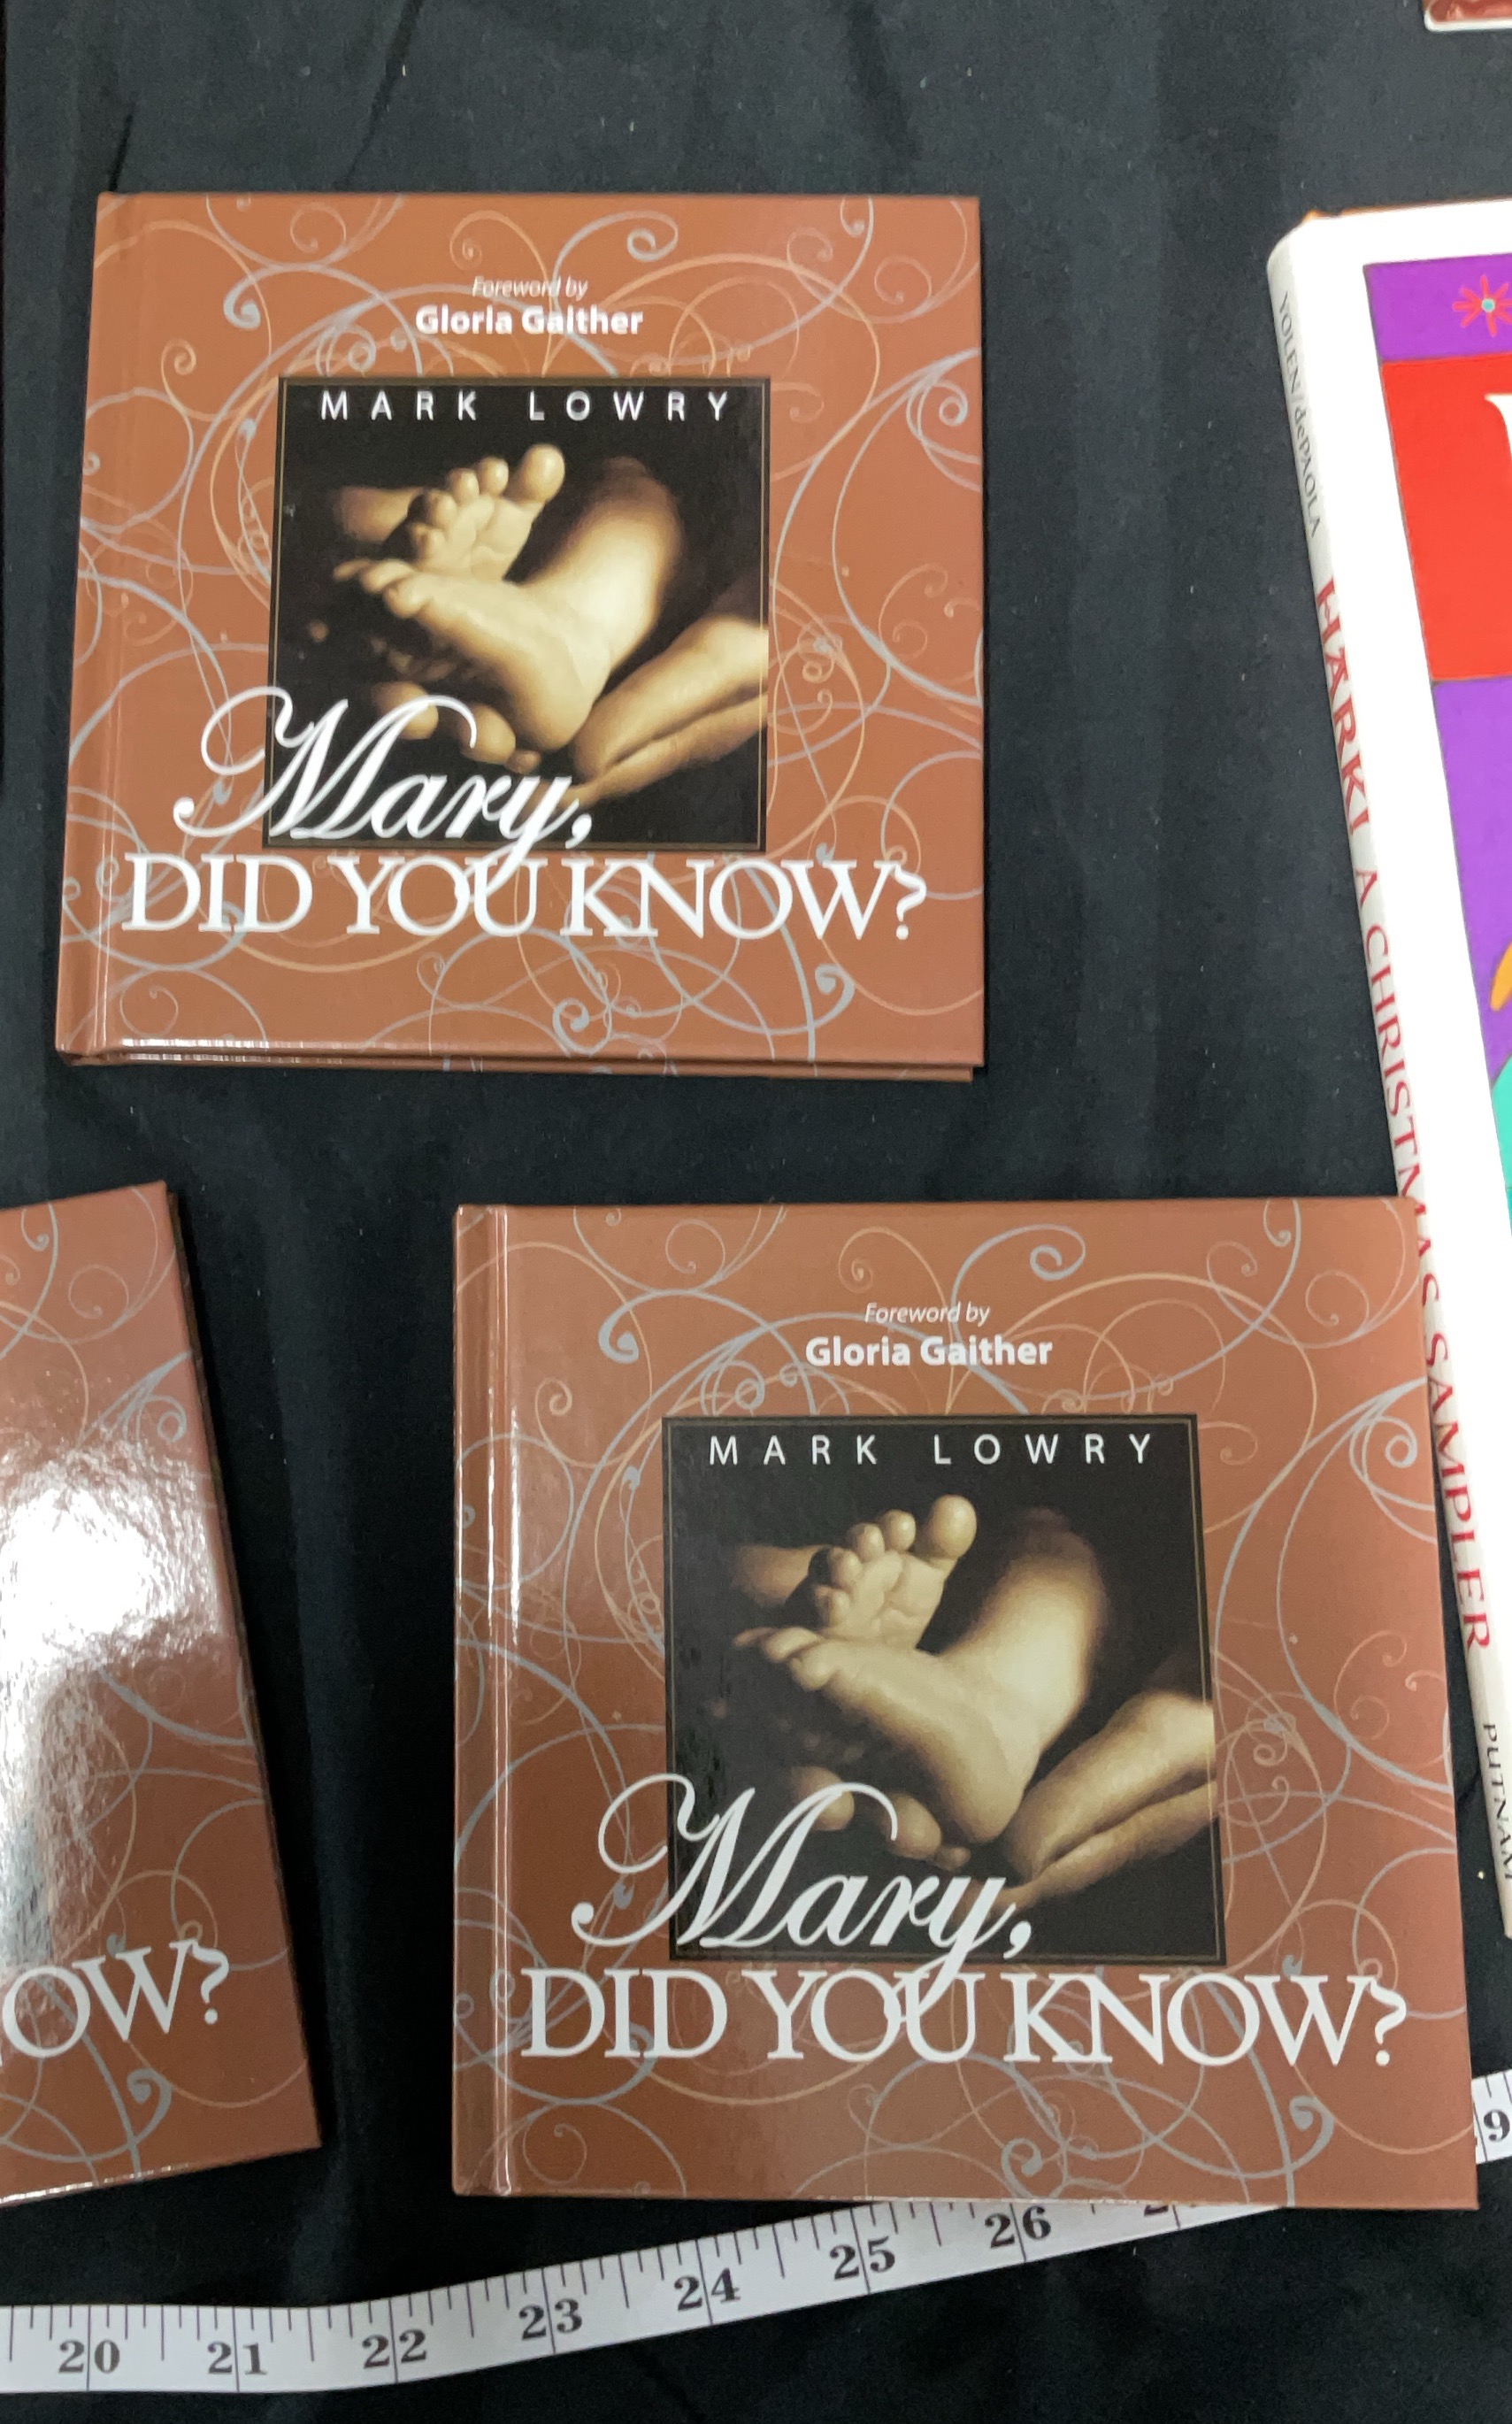 Foreword by
Gloria Gaither
MARK LOWRY
Mary,
DID YOU KNOW?
YOLEN/dePAOLA HARK! A CHRISTMAS SAMPLER PUTNAM
Foreword by
Gloria Gaither
MARK LOWRY
Mary,
DID YOU KNOW?
OW?
20 21 22 23 24 25 26